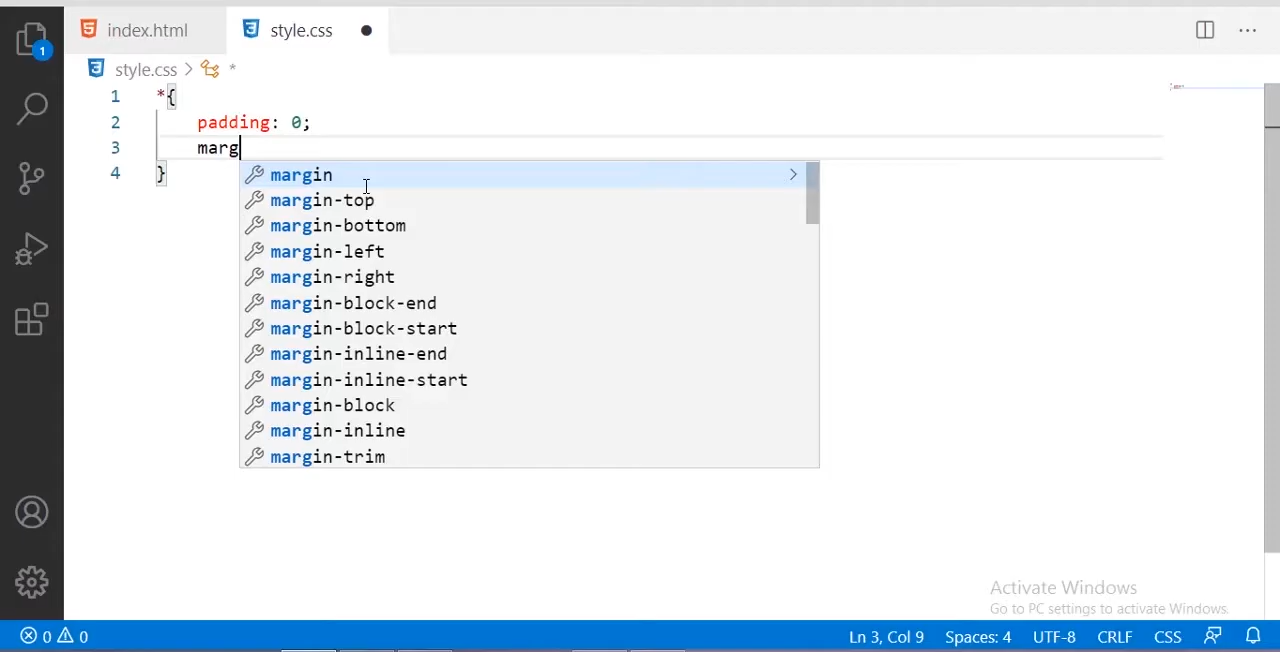 index.html
style.css
style.css > *
1 *{
2 padding: 0;
3 marg
4 }
margin
margin-top
margin-bottom
margin-left
margin-right
margin-block-end
margin-block-start
margin-inline-end
margin-inline-start
margin-block
margin-inline
margin-trim
1
Activate Windows
Go to PC settings to activate Windows.
0 0 Ln 3, Col 9 Spaces: 4 UTF-8 CRLF CSS